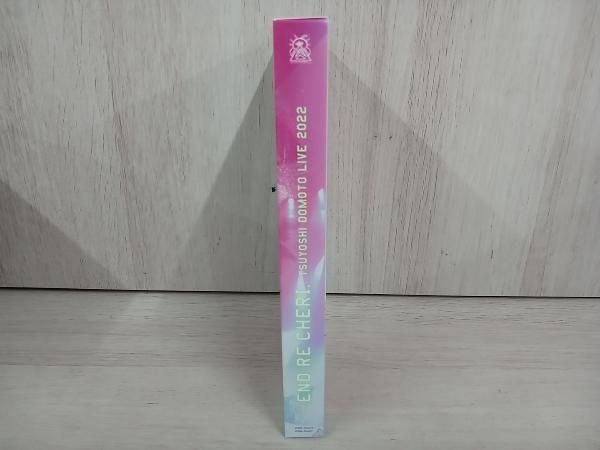 END RE CHERI, TSUYOSHI DOMOTO LIVE 2022